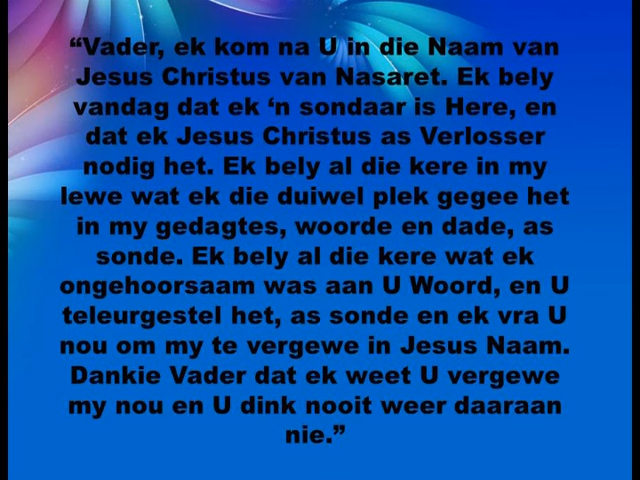 “Vader, ek kom na U in die Naam van
Jesus Christus van Nasaret. Ek bely
vandag dat ek ‘n sondaar is Here, en
dat ek Jesus Christus as Verlosser
nodig het. Ek bely al die kere in my
lewe wat ek die duiwel plek gegee het
in my gedagtes, woorde en dade, as
sonde. Ek bely al die kere wat ek
ongehoorsaam was aan U Woord, en U
teleurgestel het, as sonde en ek vra U
nou om my te vergewe in Jesus Naam.
Dankie Vader dat ek weet U vergewe
my nou en U dink nooit weer daaraan
nie.”